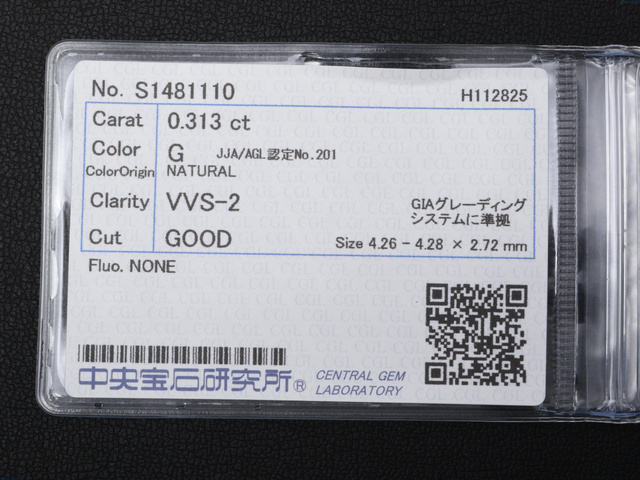 No. S1481110
H112825
Carat 0.313 ct
Color G JJA/AGL認定No.201
ColorOrigin NATURAL
Clarity VVS-2
GIAグレーディング
システムに準拠
Cut GOOD Size 4.26 - 4.28 × 2.72 mm
Fluo. NONE
中央宝石研究所® CENTRAL GEM
LABORATORY